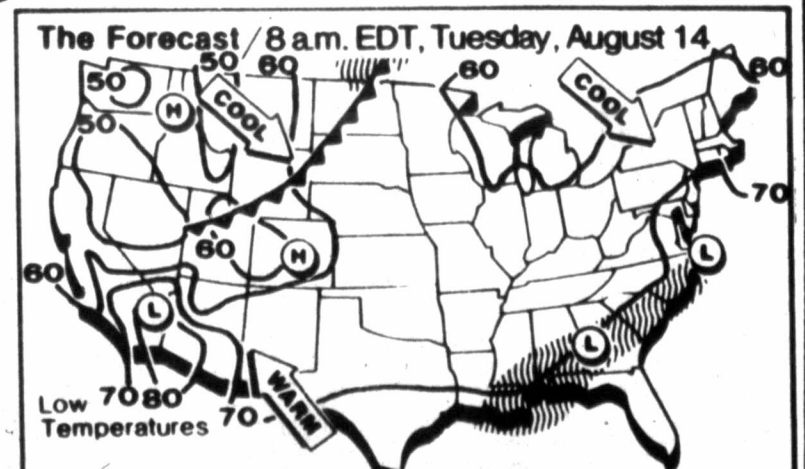 The Forecast / 8 a.m. EDT, Tuesday, August 14
50
60
60
60
50
COOL
COOL
H
50
70
60
H
L
60
L
L
70
80
70
WARM
Low
Temperatures